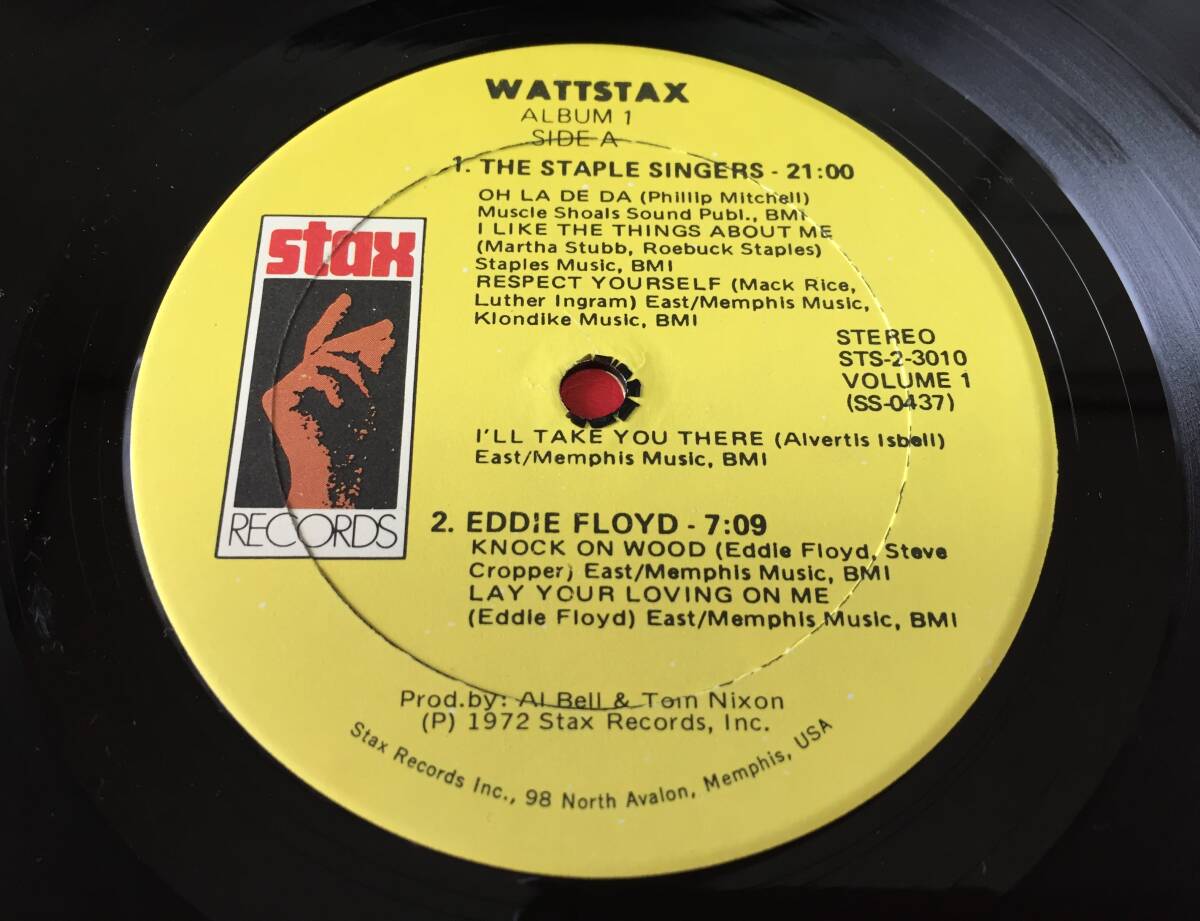 WATTSTAX
ALBUM 1
SIDE A
1. THE STAPLE SINGERS - 21:00
OH LA DE DA (Phillip Mitchell)
Muscle Shoals Sound Publ., BMI
I LIKE THE THINGS ABOUT ME
(Martha Stubb, Roebuck Staples)
Staples Music, BMI
RESPECT YOURSELF (Mack Rice,
Luther Ingram) East/Memphis Music,
Klondike Music, BMI
stax
RECORDS
STEREO
STS-2-3010
VOLUME 1
(SS-0437)
I'LL TAKE YOU THERE (Alvertis Isbell)
East/Memphis Music, BMI
2. EDDIE FLOYD - 7:09
KNOCK ON WOOD (Eddie Floyd, Steve
Cropper) East/Memphis Music, BMI
LAY YOUR LOVING ON ME
(Eddie Floyd) East/Memphis Music, BMI
Prod.by: Al Bell & Tom Nixon
(P) 1972 Stax Records, Inc.
Stax Records Inc., 98 North Avalon, Memphis, USA